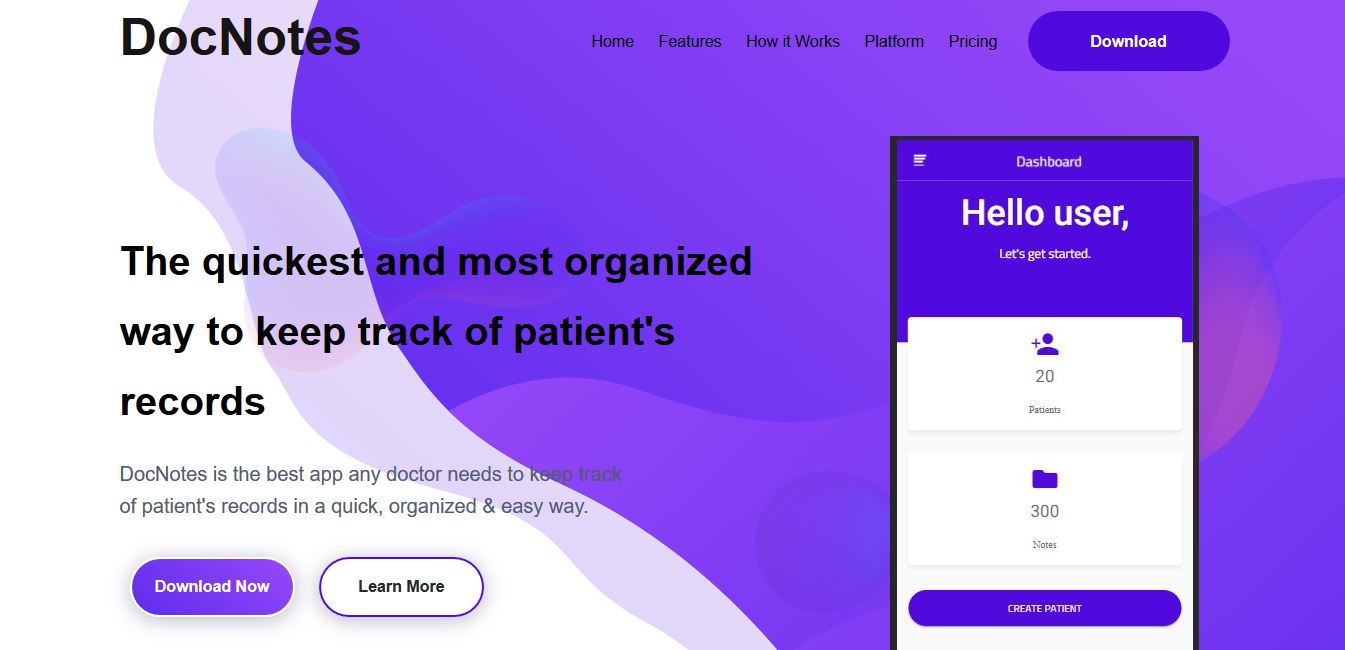 DocNotes
Home Features How it Works Platform Pricing Download
The quickest and most organized
way to keep track of patient's
records
DocNotes is the best app any doctor needs to keep track
of patient's records in a quick, organized & easy way.
Download Now Learn More
Dashboard
Hello user,
Let's get started.
20
Patients
300
Notes
CREATE PATIENT